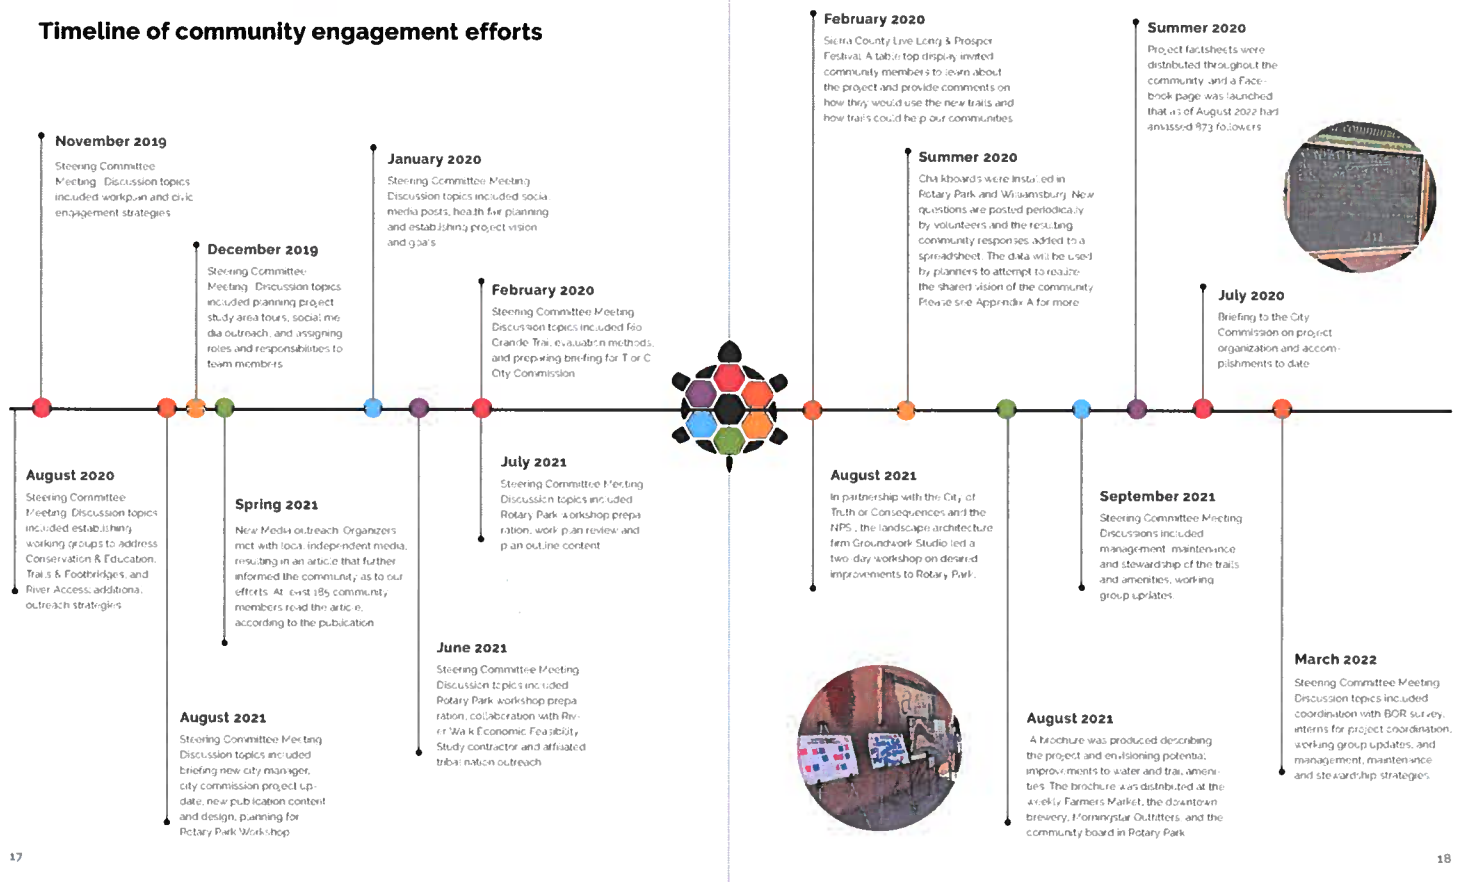 Timeline of community engagement efforts
November 2019
Steering Committee
Meeting. Discussion topics
included workplan and civic
engagement strategies
December 2019
Steering Committee
Meeting. Discussion topics
included planning project
study area tours, social me
dia outreach, and assigning
roles and responsibilities to
team members
January 2020
Steering Committee Meeting
Discussion topics included social
media posts, health fair planning
and establishing project vision
and goals
February 2020
Steering Committee Meeting
Discussion topics included Rio
Grande Trail, evaluation methods,
and preparing briefing for T or C
City Commission
February 2020
Sierra County Live Long & Prosper
Festival. A table top display invited
community members to learn about
the project and provide comments on
how they would use the new trails and
how trails could help our communities
Summer 2020
Chalkboards were installed in
Rotary Park and Williamsburg. New
questions are posted periodically
by volunteers and the resulting
community responses added to a
spreadsheet. The data will be used
by planners to attempt to realize
the shared vision of the community
Please see Appendix A for more
Summer 2020
Project factsheets were
distributed throughout the
community and a Face-
book page was launched
that as of August 2022 had
amassed 973 followers
July 2020
Briefing to the City
Commission on project
organization and accom-
plishments to date
August 2020
Steering Committee
Meeting. Discussion topics
included establishing
working groups to address
Conservation & Education,
Trails & Footbridges, and
River Access; additional
outreach strategies
August 2021
Steering Committee Meeting
Discussion topics included
briefing new city manager,
city commission project up-
date, new publication content
and design, planning for
Rotary Park Workshop
Spring 2021
New Media outreach. Organizers
met with local independent media,
resulting in an article that further
informed the community as to our
efforts. At least 185 community
members read the article,
according to the publication
June 2021
Steering Committee Meeting
Discussion topics included
Rotary Park workshop prepa
ration, collaboration with Riv-
er Walk Economic Feasibility
Study contractor and affiliated
tribal nation outreach
July 2021
Steering Committee Meeting
Discussion topics included
Rotary Park workshop prepa
ration, work plan review and
plan outline content
August 2021
In partnership with the City of
Truth or Consequences and the
NPS, the landscape architecture
firm Groundwork Studio led a
two-day workshop on desired
improvements to Rotary Park.
August 2021
A brochure was produced describing
the project and envisioning potential
improvements to water and trail ameni-
ties. The brochure was distributed at the
weekly Farmers Market, the downtown
brewery, Morningstar Outfitters, and the
community board in Rotary Park
September 2021
Steering Committee Meeting
Discussions included
management, maintenance
and stewardship of the trails
and amenities, working
group updates.
March 2022
Steering Committee Meeting
Discussion topics included
coordination with BOR survey,
interns for project coordination,
working group updates, and
management, maintenance
and stewardship strategies
17
18